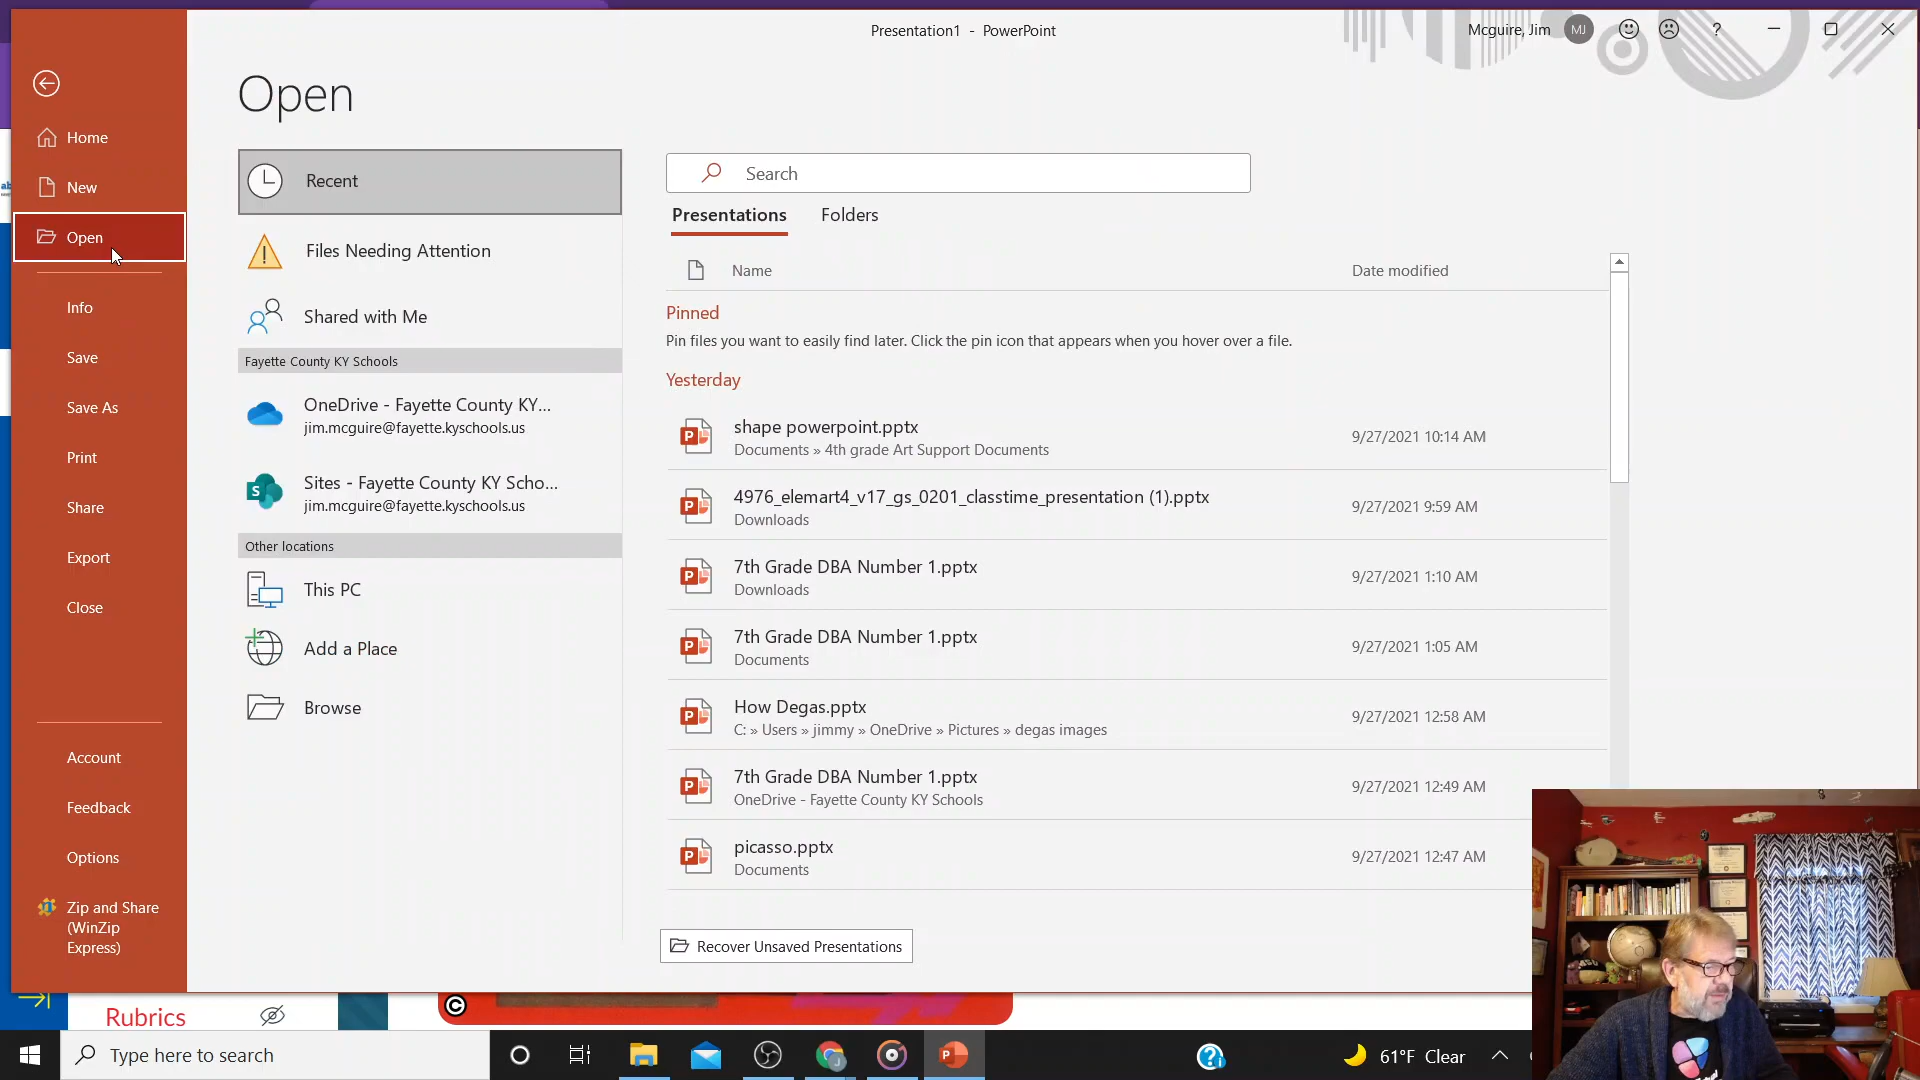 Presentation1 - PowerPoint
Mcguire, Jim
MJ
?
Home
New
Open
Info
Save
Save As
Print
Share
Export
Close
Account
Feedback
Options
Zip and Share
(WinZip
Express)
Open
Recent
Files Needing Attention
Shared with Me
Fayette County KY Schools
OneDrive - Fayette County KY...
jim.mcguire@fayette.kyschools.us
S
Sites - Fayette County KY Scho...
jim.mcguire@fayette.kyschools.us
Other locations
This PC
Add a Place
Browse
Search
Presentations Folders
Name Date modified
Pinned
Pin files you want to easily find later. Click the pin icon that appears when you hover over a file.
Yesterday
shape powerpoint.pptx
Documents » 4th grade Art Support Documents
9/27/2021 10:14 AM
4976_elemart4_v17_gs_0201_classtime_presentation (1).pptx
Downloads
9/27/2021 9:59 AM
7th Grade DBA Number 1.pptx
Downloads
9/27/2021 1:10 AM
7th Grade DBA Number 1.pptx
Documents
9/27/2021 1:05 AM
How Degas.pptx
C: » Users » jimmy » OneDrive » Pictures » degas images
9/27/2021 12:58 AM
7th Grade DBA Number 1.pptx
OneDrive - Fayette County KY Schools
9/27/2021 12:49 AM
picasso.pptx
Documents
9/27/2021 12:47 AM
Recover Unsaved Presentations
Rubrics
©
Type here to search
61°F Clear